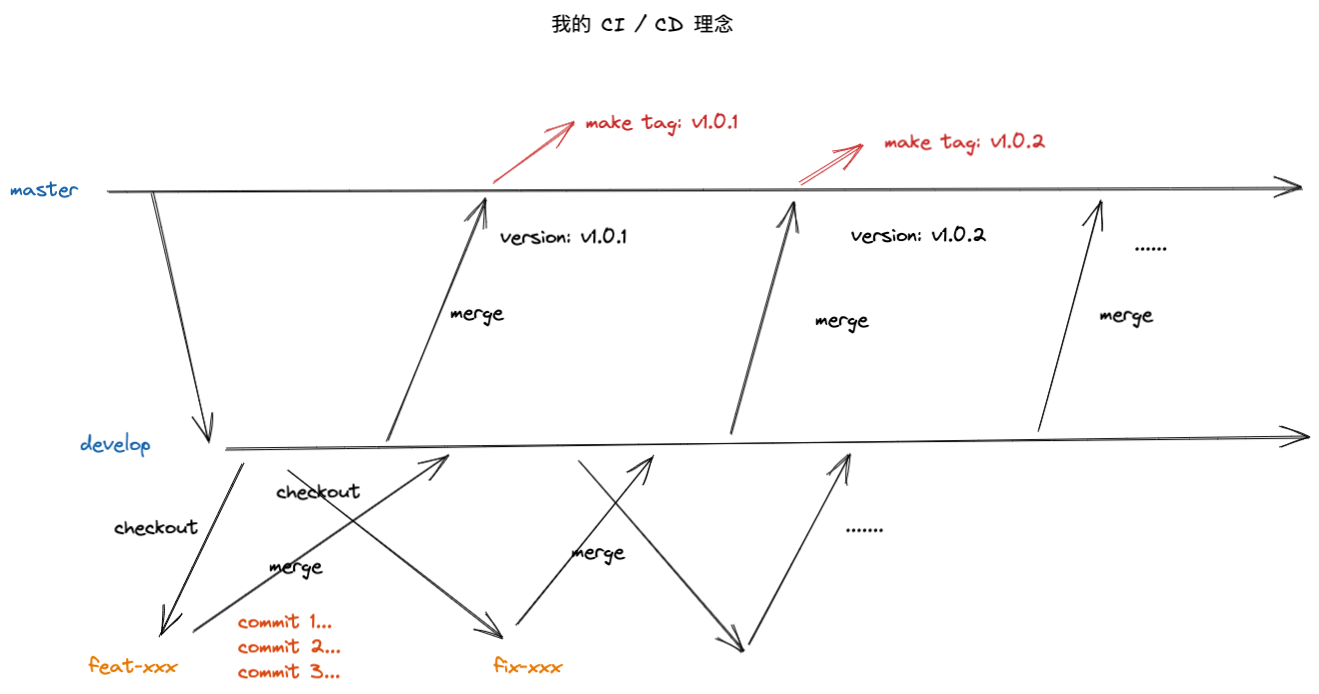 我的 CI / CD 理念
make tag: v1.0.1
make tag: v1.0.2
master
version: v1.0.1
version: v1.0.2
......
merge
merge
merge
develop
checkout
checkout
merge
merge
.......
commit 1...
commit 2...
commit 3...
feat-xxx
fix-xxx